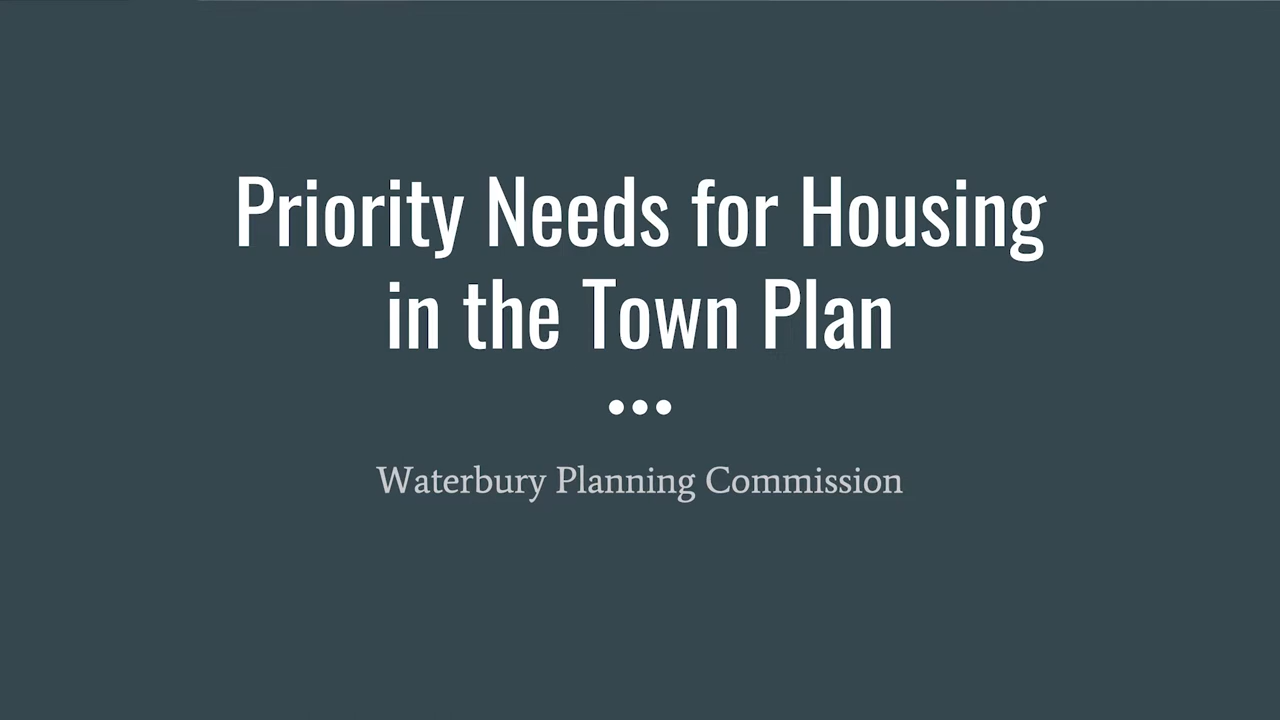 Priority Needs for Housing
in the Town Plan
Waterbury Planning Commission